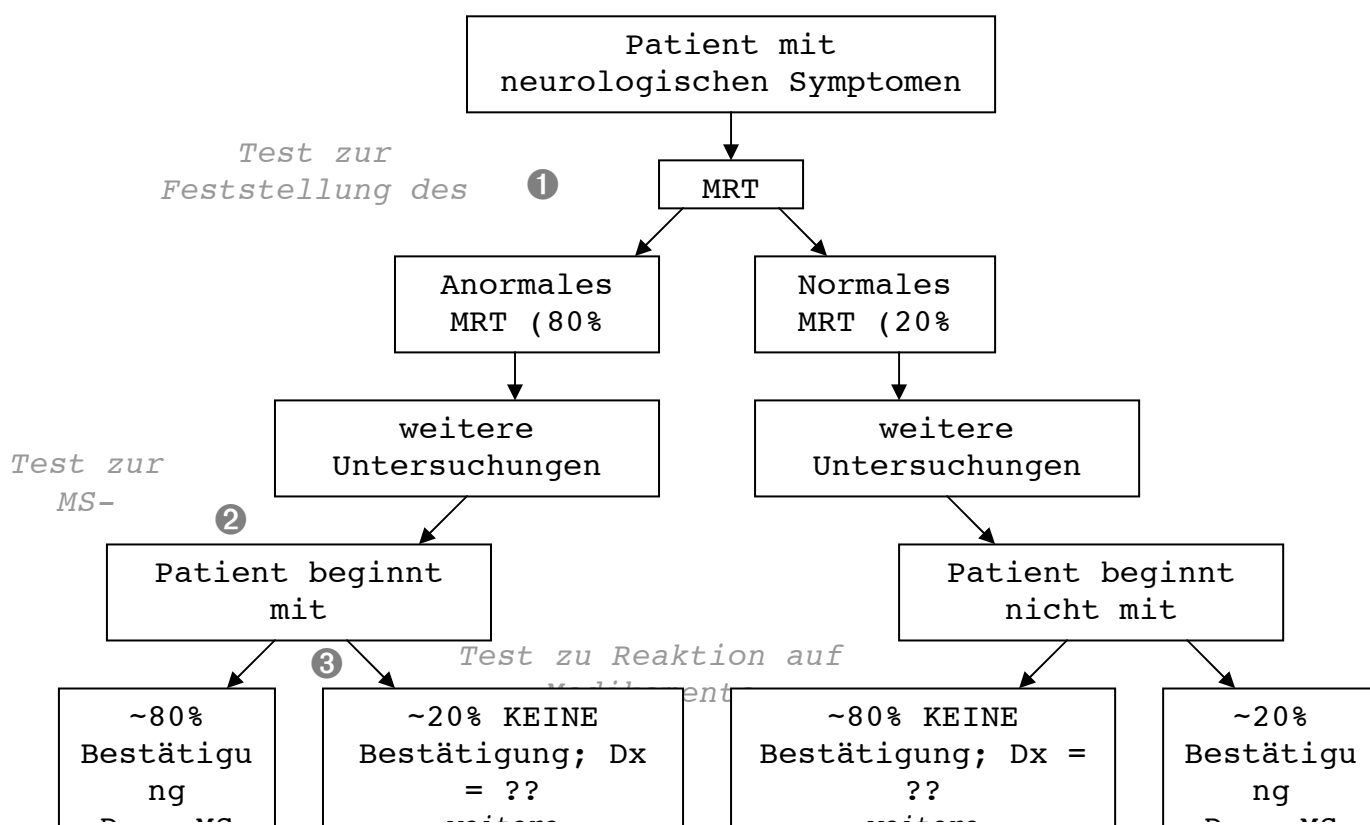 Patient mit
neurologischen Symptomen
Test zur
Feststellung des
❶
MRT
Anormales
MRT (80%
Normales
MRT (20%
weitere
Untersuchungen
weitere
Untersuchungen
Test zur
MS-
❷
Patient beginnt
mit
Patient beginnt
nicht mit
❸
Test zu Reaktion auf
~80%
Bestätigu
ng
~20% KEINE
Bestätigung; Dx
= ??
weitere
~80% KEINE
Bestätigung; Dx =
??
weitere
~20%
Bestätigu
ng